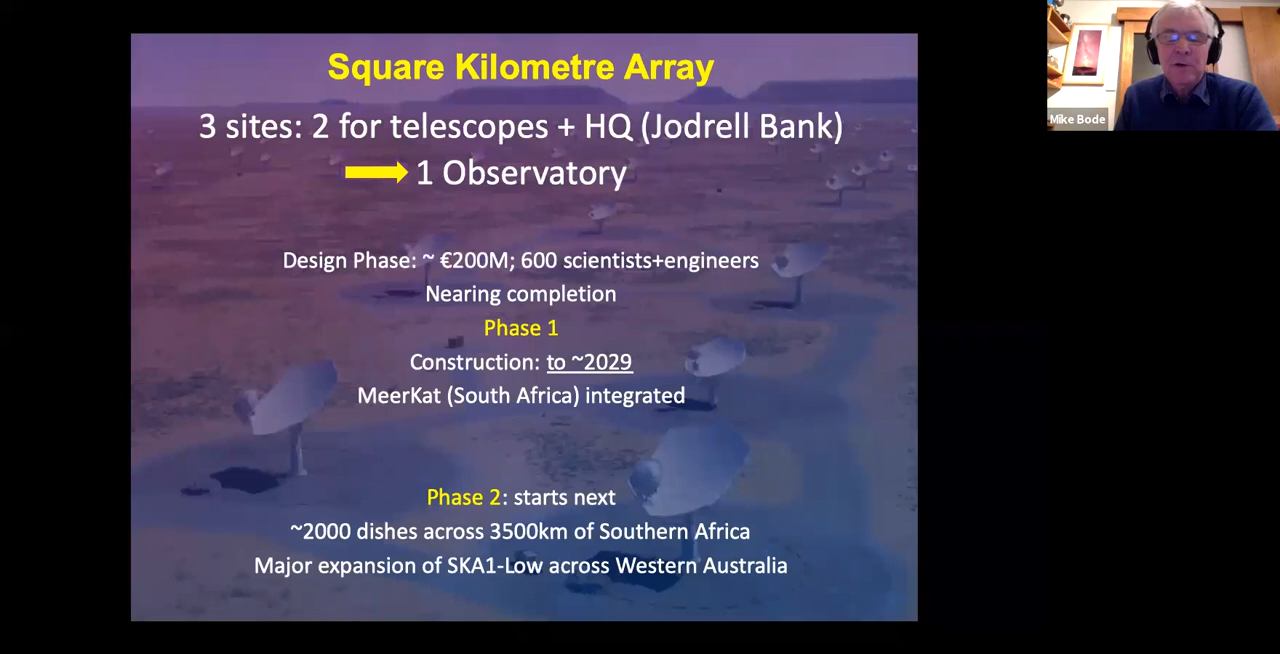 Square Kilometre Array
3 sites: 2 for telescopes + HQ (Jodrell Bank)
1 Observatory
Design Phase: ~ €200M; 600 scientists+engineers
Nearing completion
Phase 1
Construction: to ~2029
MeerKat (South Africa) integrated
Phase 2: starts next
~2000 dishes across 3500km of Southern Africa
Major expansion of SKA1-Low across Western Australia
Mike Bode